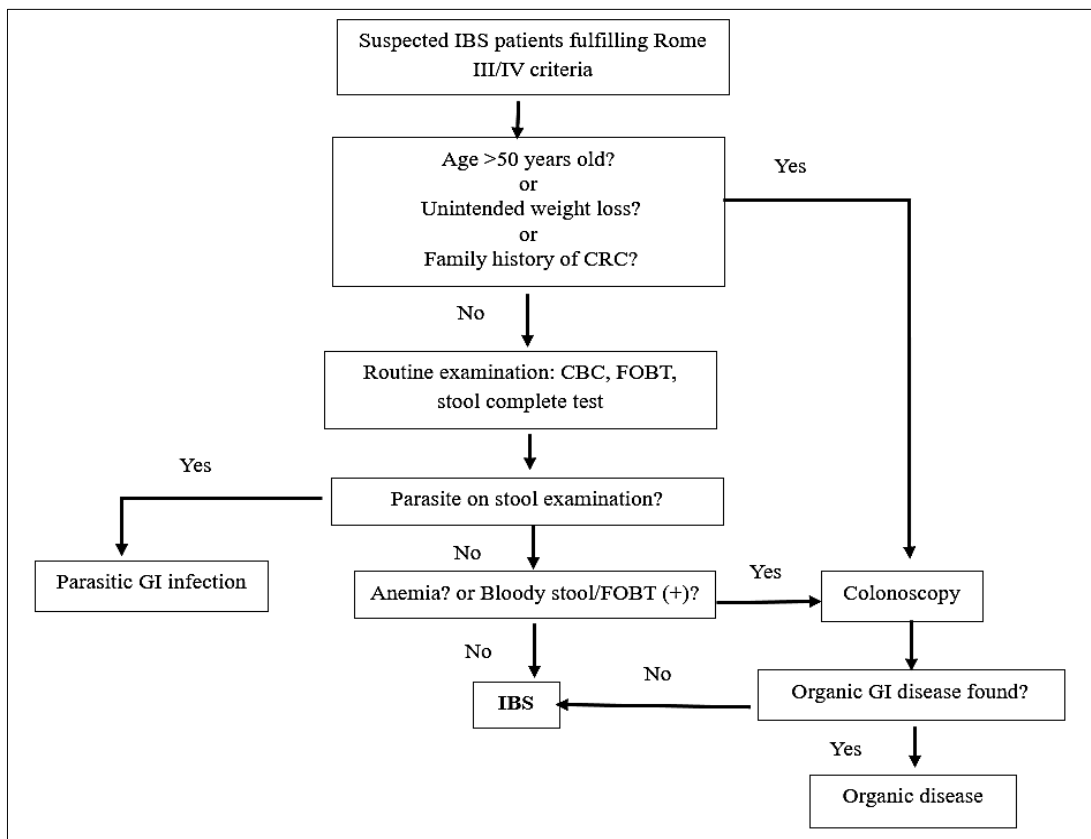 Suspected IBS patients fulfilling Rome
III/IV criteria
Age >50 years old?
or
Unintended weight loss?
or
Family history of CRC?
Yes
No
Routine examination: CBC, FOBT,
stool complete test
Yes
Parasite on stool examination?
No
Parasitic GI infection
Anemia? or Bloody stool/FOBT (+)?
Yes
Colonoscopy
No
IBS
No
Organic GI disease found?
Yes
Organic disease